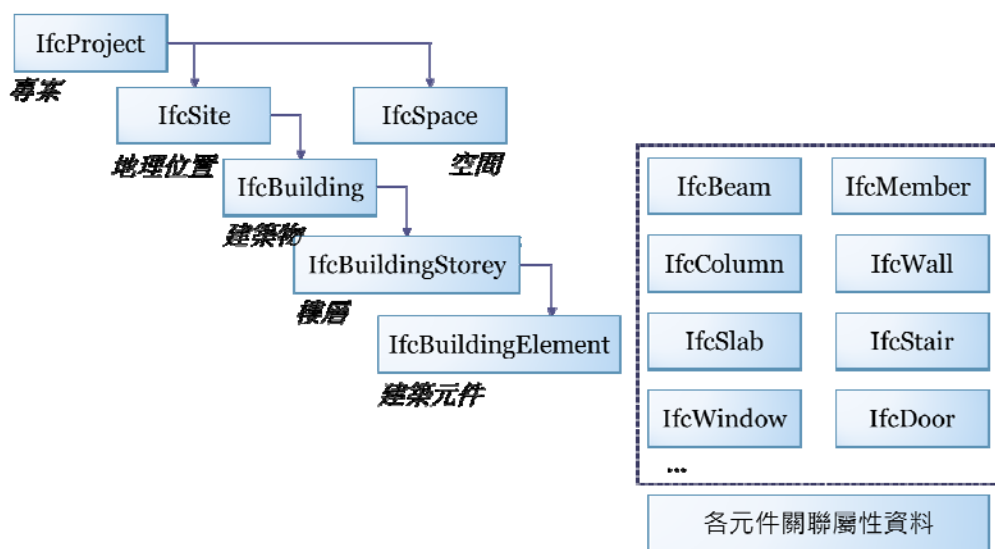 IfcProject
專案
IfcSite
地理位置
IfcSpace
空間
IfcBuilding
建築物
IfcBuildingStorey
樓層
IfcBuildingElement
建築元件
IfcBeam
IfcMember
IfcColumn
IfcWall
IfcSlab
IfcStair
IfcWindow
IfcDoor
...
各元件關聯屬性資料